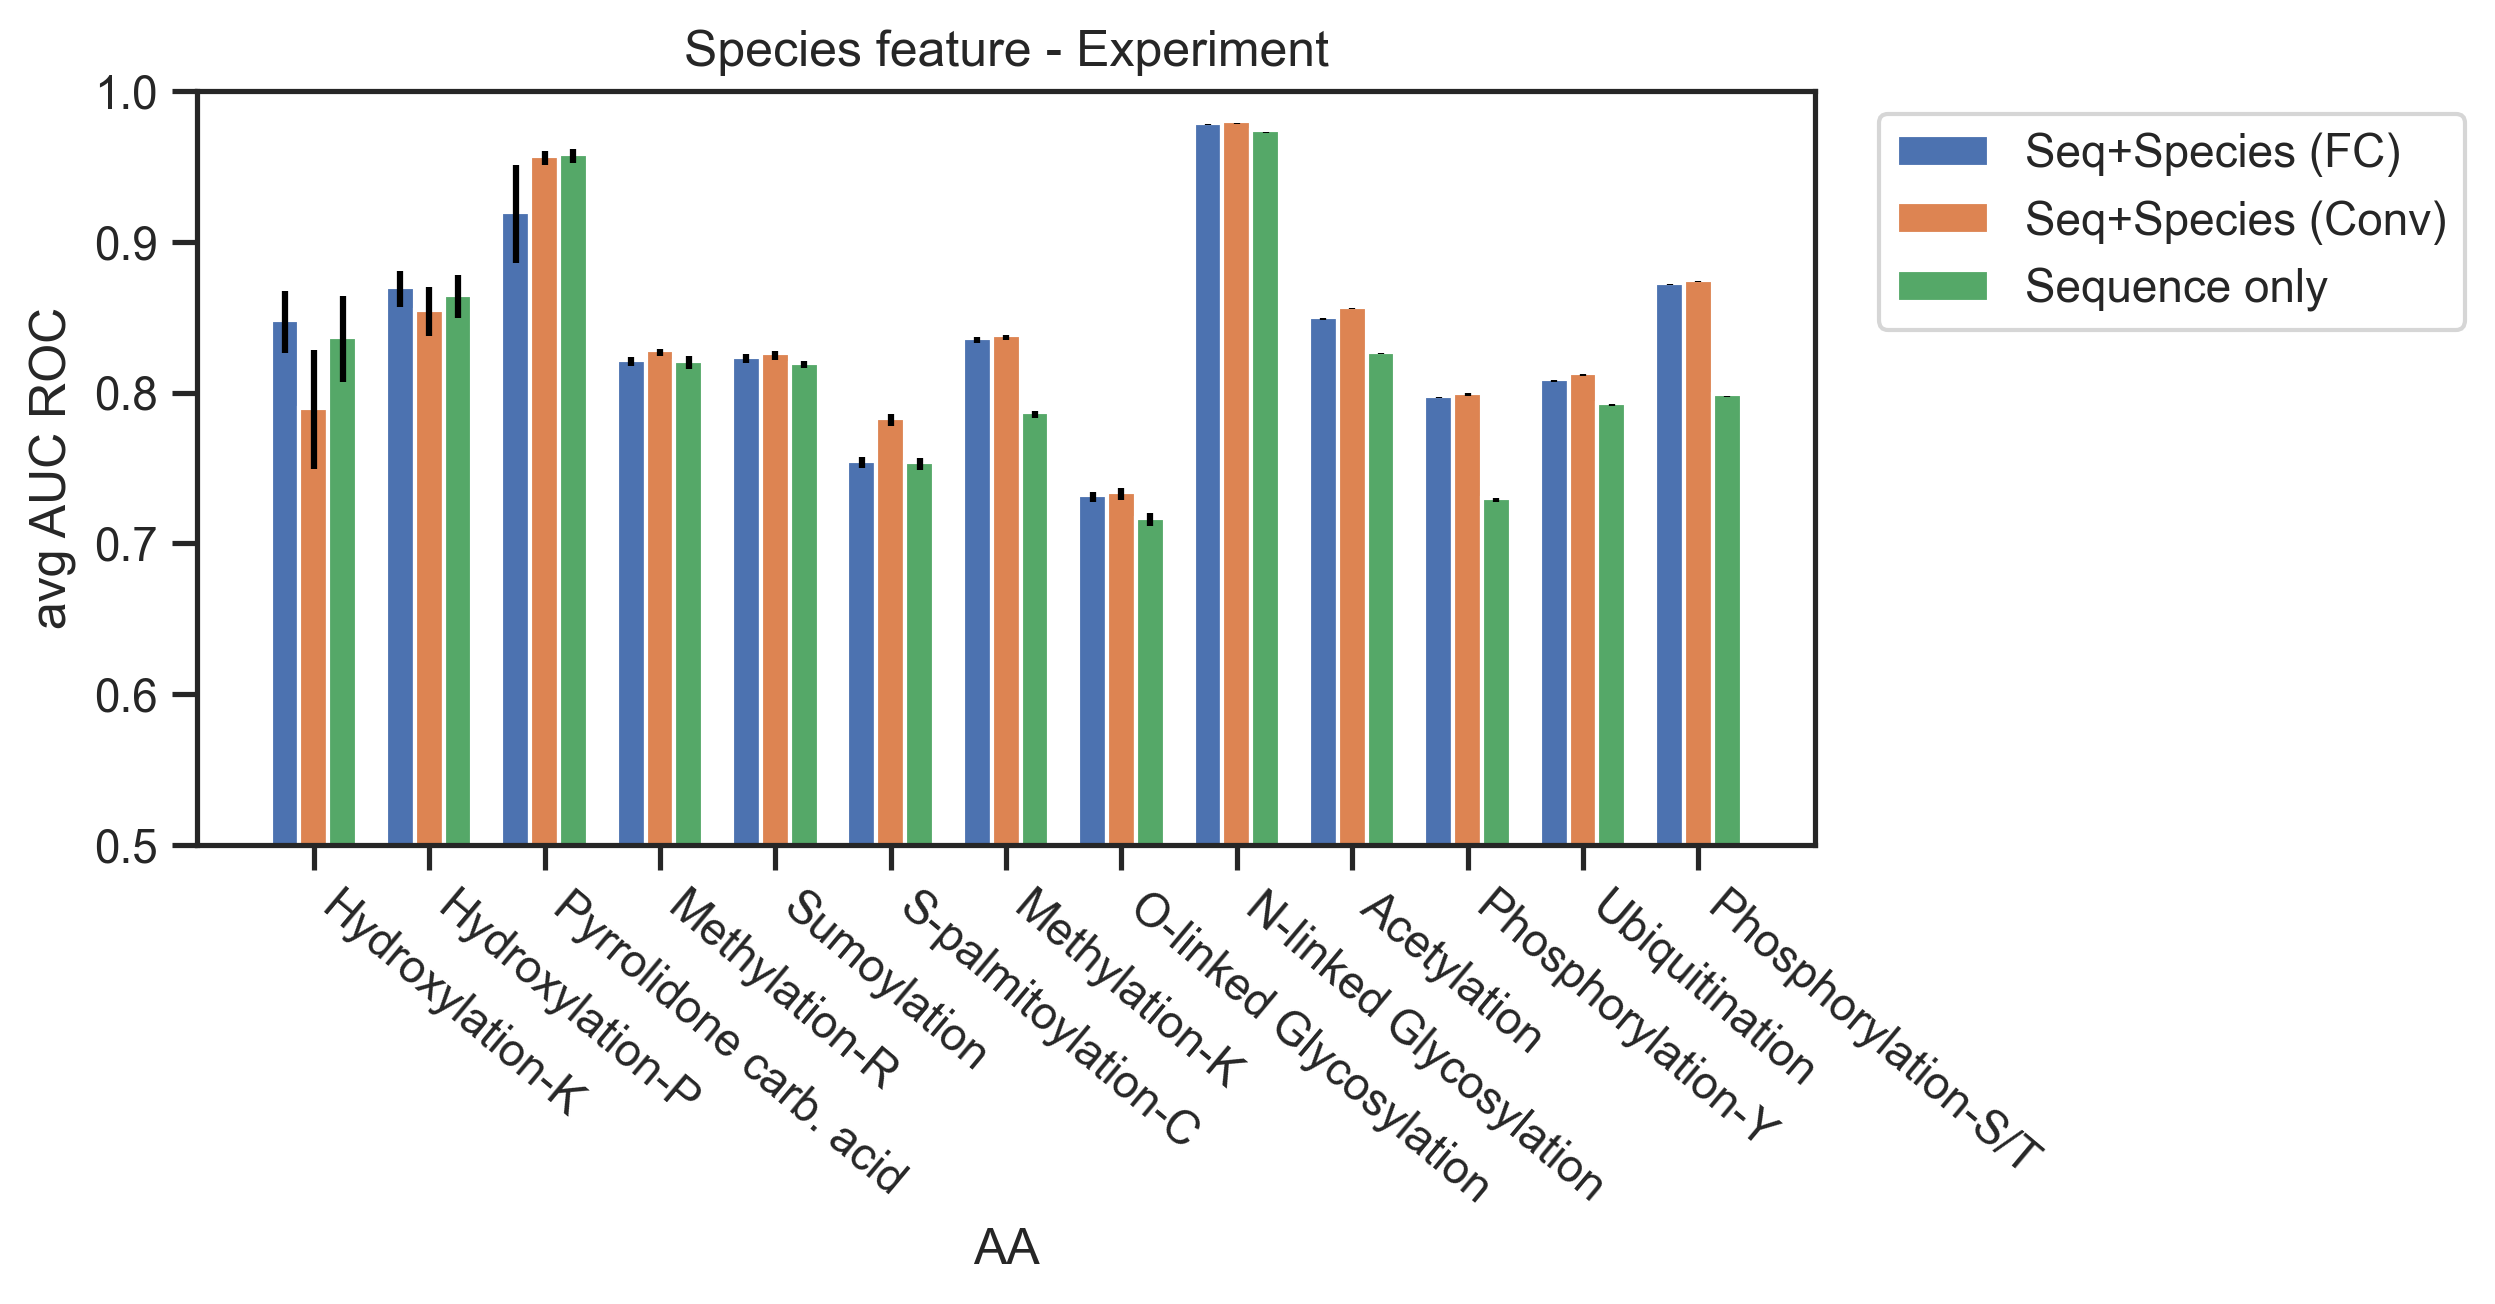 Species feature - Experiment
1.0
0.9
0.8
0.7
0.6
0.5
avg AUC ROC
Seq+Species (FC)
Seq+Species (Conv)
Sequence only
Hydroxylation-K
Hydroxylation-P
Pyrrolidone carb. acid
Methylation-R
Sumoylation
S-palmitoylation-C
Methylation-K
O-linked Glycosylation
N-linked Glycosylation
Acetylation
Phosphorylation-Y
Ubiquitination
Phosphorylation-S/T
AA